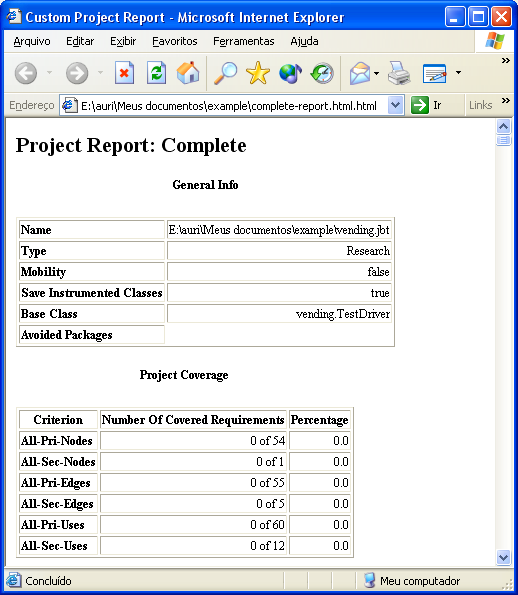 Custom Project Report - Microsoft Internet Explorer
Arquivo Editar Exibir Favoritos Ferramentas Ajuda
Endereço E:\auri\Meus documentos\example\complete-report.html.html Ir Links
Project Report: Complete
General Info
Name E:\auri\Meus documentos\example\vending.jbt
Type Research
Mobility false
Save Instrumented Classes true
Base Class vending.TestDriver
Avoided Packages
Project Coverage
Criterion Number Of Covered Requirements Percentage
All-Pri-Nodes 0 of 54 0.0
All-Sec-Nodes 0 of 1 0.0
All-Pri-Edges 0 of 55 0.0
All-Sec-Edges 0 of 5 0.0
All-Pri-Uses 0 of 60 0.0
All-Sec-Uses 0 of 12 0.0
Concluído Meu computador